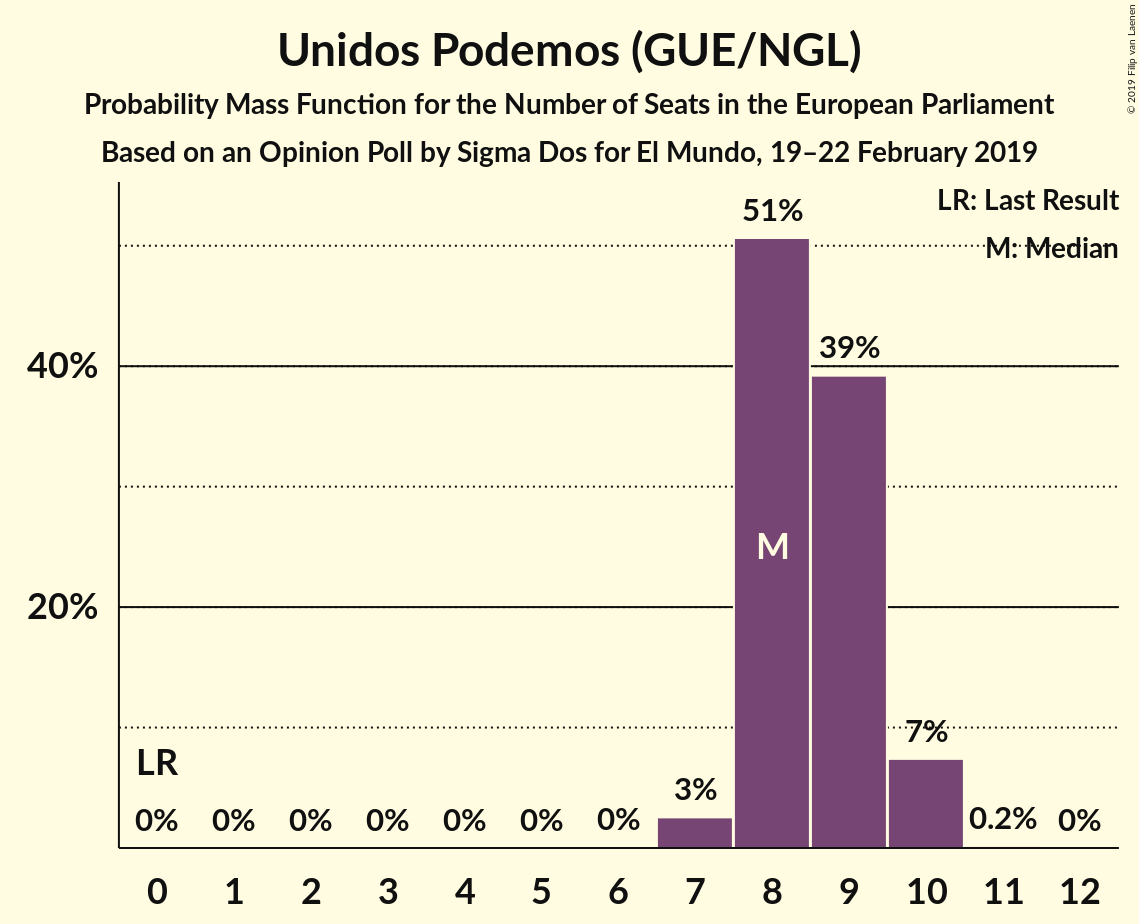 Unidos Podemos (GUE/NGL)
Probability Mass Function for the Number of Seats in the European Parliament
Based on an Opinion Poll by Sigma Dos for El Mundo, 19–22 February 2019
© 2019 Filip van Laenen
LR: Last Result
M: Median
51%
39%
40%
M
20%
7%
LR
3%
0% 0% 0% 0% 0% 0% 0% 0.2% 0%
0 1 2 3 4 5 6 7 8 9 10 11 12